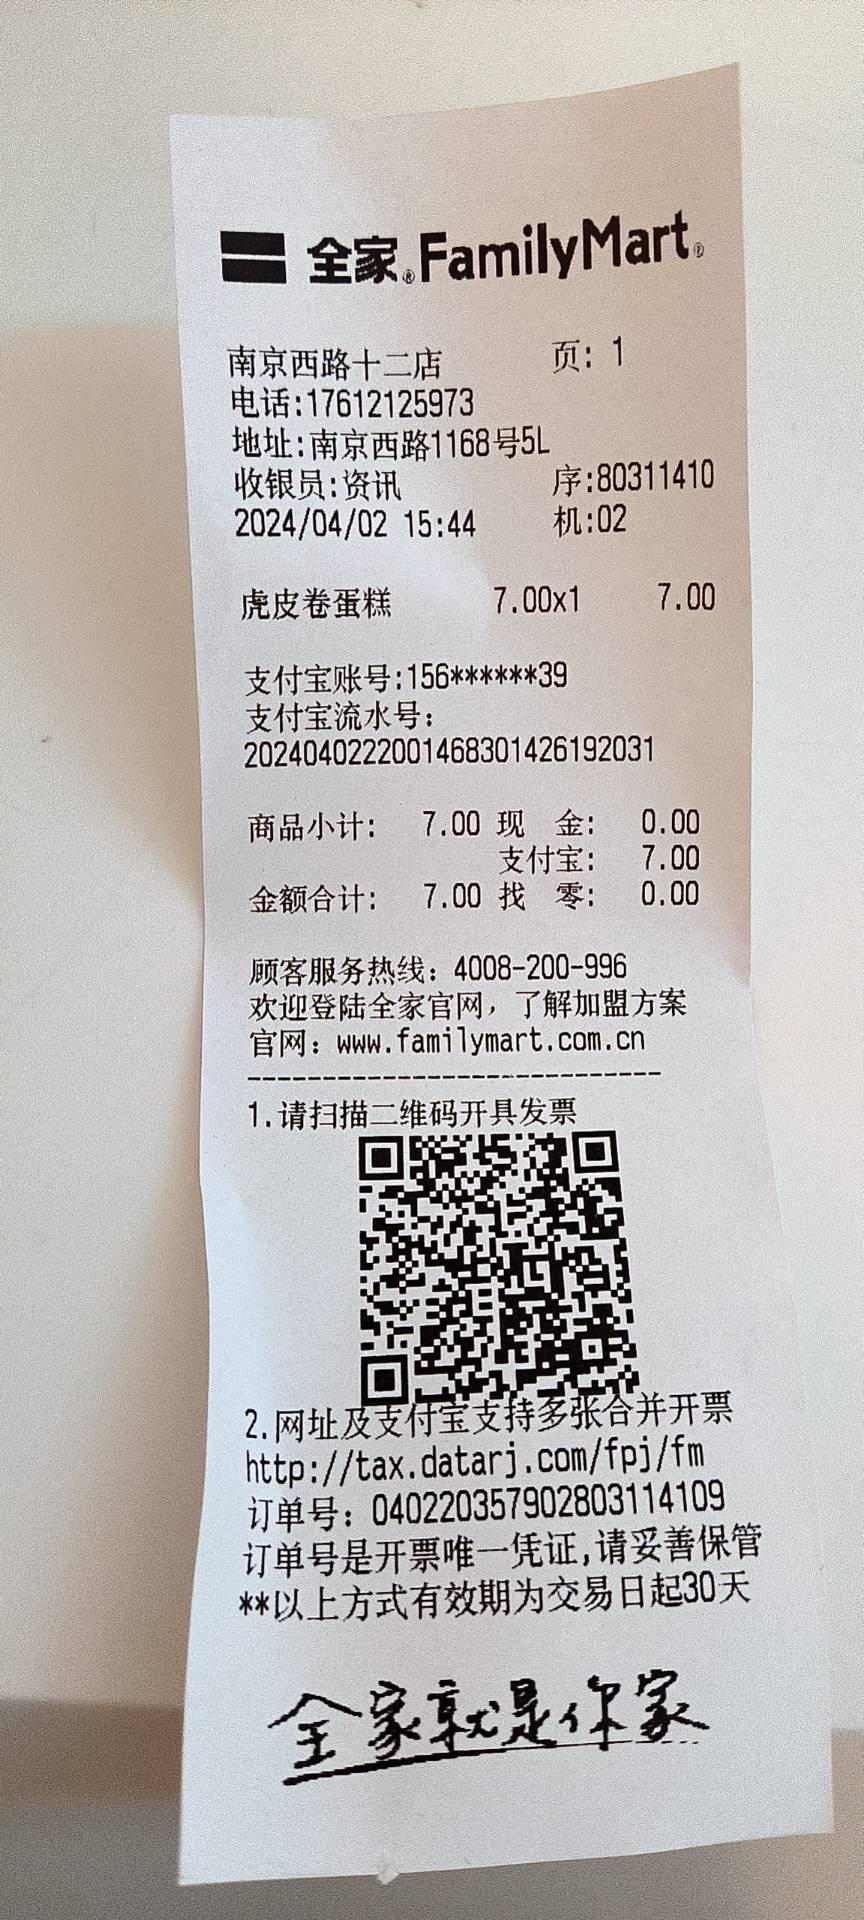 全家® FamilyMart®
南京西路十二店 页: 1
电话:17612125973
地址:南京西路1168号5L
收银员:资讯 序:80311410
2024/04/02 15:44 机:02
虎皮卷蛋糕 7.00x1 7.00
支付宝账号:156******39
支付宝流水号:
2024040222001468301426192031
商品小计: 7.00 现 金: 0.00
支付宝: 7.00
金额合计: 7.00 找 零: 0.00
顾客服务热线: 4008-200-996
欢迎登陆全家官网, 了解加盟方案
官网: www.familymart.com.cn
----------------------------
1.请扫描二维码开具发票
2.网址及支付宝支持多张合并开票
http://tax.datarj.com/fpj/fm
订单号: 040220357902803114109
订单号是开票唯一凭证,请妥善保管
**以上方式有效期为交易日起30天
全家就是你家